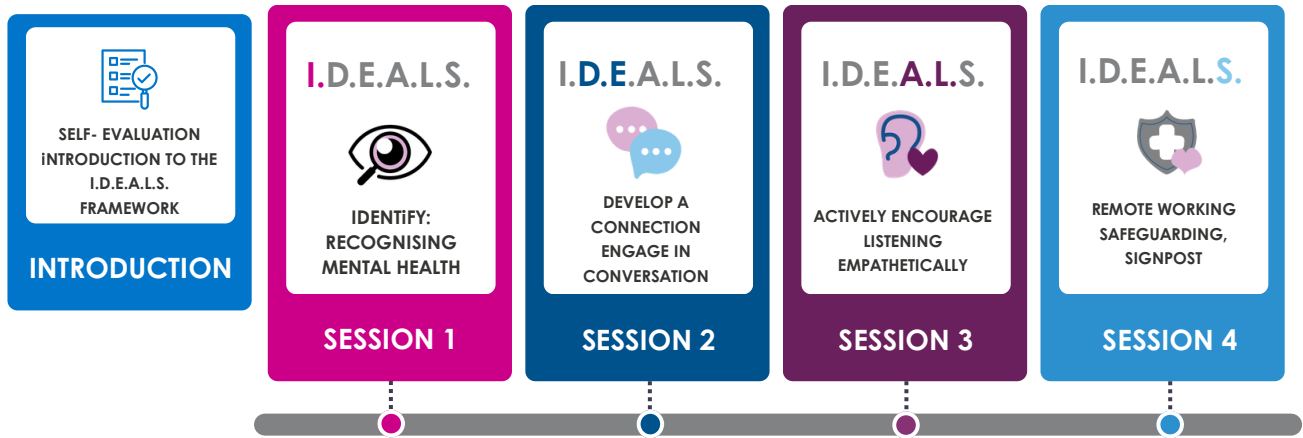 SELF- EVALUATION
iNTRODUCTION TO THE
I.D.E.A.L.S.
FRAMEWORK
INTRODUCTION
I.D.E.A.L.S.
IDENTiFY:
RECOGNISING
MENTAL HEALTH
SESSION 1
I.D.E.A.L.S.
DEVELOP A
CONNECTION
ENGAGE IN
CONVERSATION
SESSION 2
I.D.E.A.L.S.
ACTIVELY ENCOURAGE
LISTENING
EMPATHETICALLY
SESSION 3
I.D.E.A.L.S.
REMOTE WORKING
SAFEGUARDING,
SIGNPOST
SESSION 4